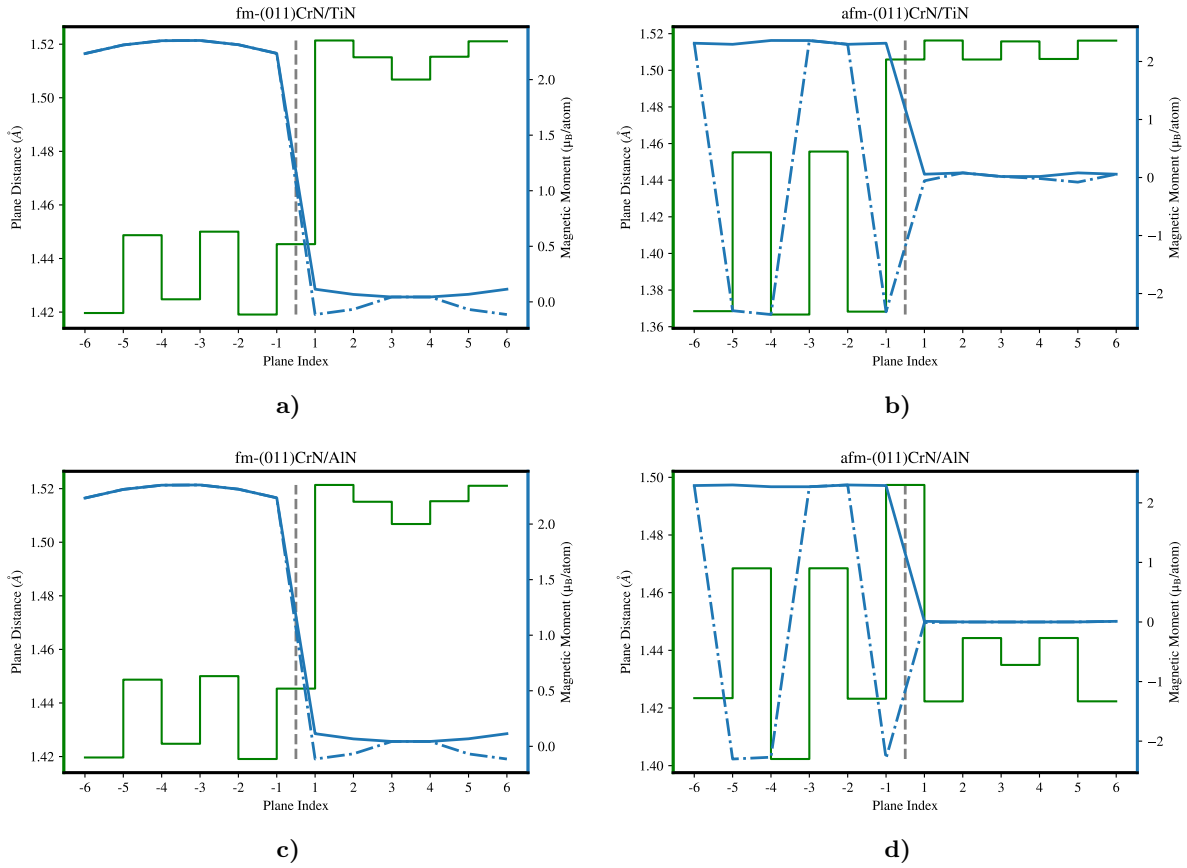 fm-(011)CrN/TiN
1.52
1.50
1.48
1.46
1.44
1.42
Plane Distance (Å)
2.0
1.5
1.0
0.5
0.0
Magnetic Moment (μB/atom)
-6 -5 -4 -3 -2 -1 1 2 3 4 5 6
Plane Index
a)
afm-(011)CrN/TiN
1.52
1.50
1.48
1.46
1.44
1.42
1.40
1.38
1.36
Plane Distance (Å)
2
1
0
−1
−2
Magnetic Moment (μB/atom)
-6 -5 -4 -3 -2 -1 1 2 3 4 5 6
Plane Index
b)
fm-(011)CrN/AlN
1.52
1.50
1.48
1.46
1.44
1.42
Plane Distance (Å)
2.0
1.5
1.0
0.5
0.0
Magnetic Moment (μB/atom)
-6 -5 -4 -3 -2 -1 1 2 3 4 5 6
Plane Index
c)
afm-(011)CrN/AlN
1.50
1.48
1.46
1.44
1.42
1.40
Plane Distance (Å)
2
1
0
−1
−2
Magnetic Moment (μB/atom)
-6 -5 -4 -3 -2 -1 1 2 3 4 5 6
Plane Index
d)